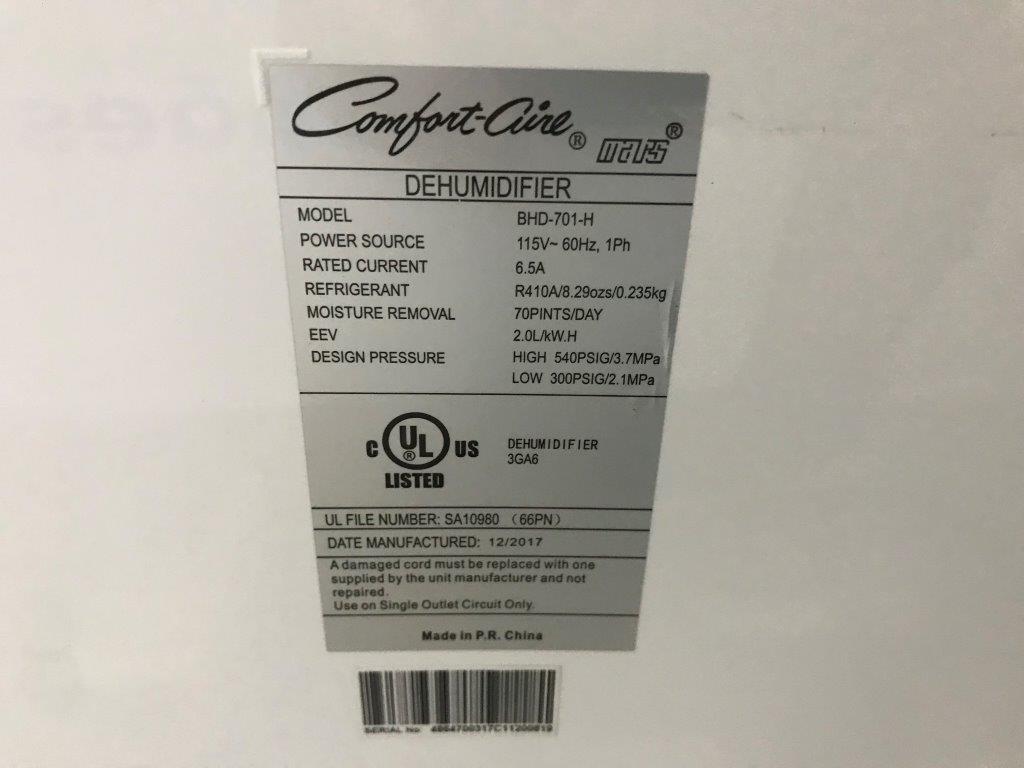 Comfort-Aire® mars®
DEHUMIDIFIER
MODEL BHD-701-H
POWER SOURCE 115V~ 60Hz, 1Ph
RATED CURRENT 6.5A
REFRIGERANT R410A/8.29ozs/0.235kg
MOISTURE REMOVAL 70PINTS/DAY
EEV 2.0L/kW.H
DESIGN PRESSURE HIGH 540PSIG/3.7MPa
LOW 300PSIG/2.1MPa
C UL® US LISTED
DEHUMIDIFIER
3GA6
UL FILE NUMBER: SA10980 (66PN)
DATE MANUFACTURED: 12/2017
A damaged cord must be replaced with one
supplied by the unit manufacturer and not
repaired.
Use on Single Outlet Circuit Only.
Made in P.R. China
SERIAL No: